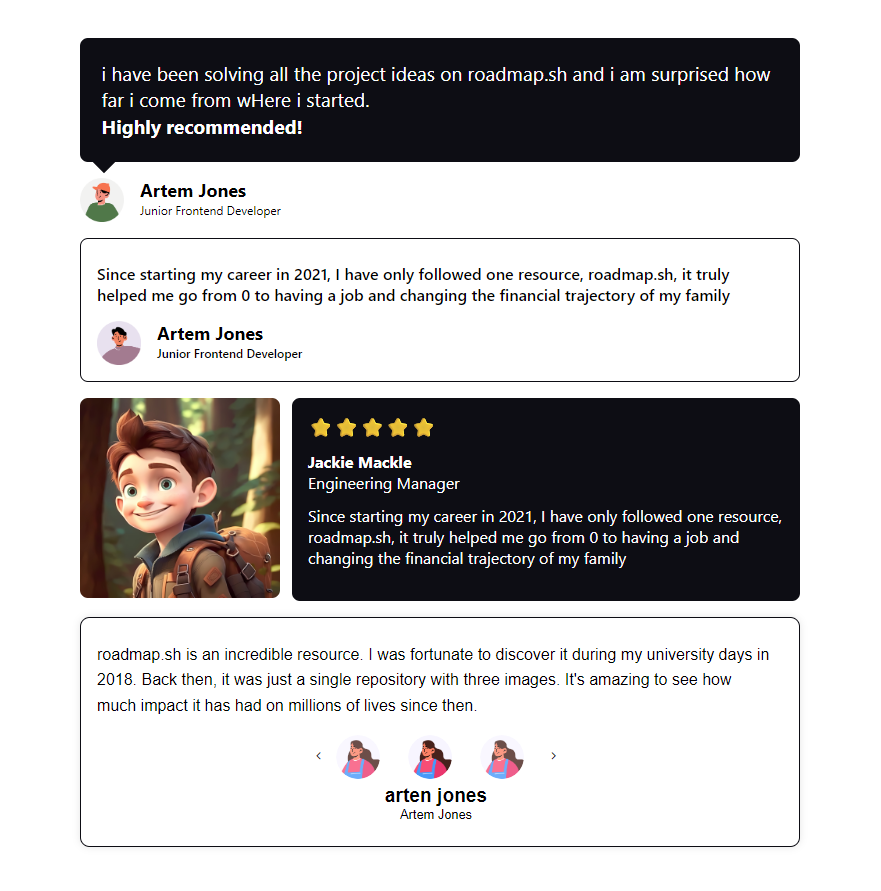 i have been solving all the project ideas on roadmap.sh and i am surprised how
far i come from wHere i started.
Highly recommended!
Artem Jones
Junior Frontend Developer
Since starting my career in 2021, I have only followed one resource, roadmap.sh, it truly
helped me go from 0 to having a job and changing the financial trajectory of my family
Artem Jones
Junior Frontend Developer
Jackie Mackle
Engineering Manager
Since starting my career in 2021, I have only followed one resource,
roadmap.sh, it truly helped me go from 0 to having a job and
changing the financial trajectory of my family
roadmap.sh is an incredible resource. I was fortunate to discover it during my university days in
2018. Back then, it was just a single repository with three images. It's amazing to see how
much impact it has had on millions of lives since then.
arten jones
Artem Jones